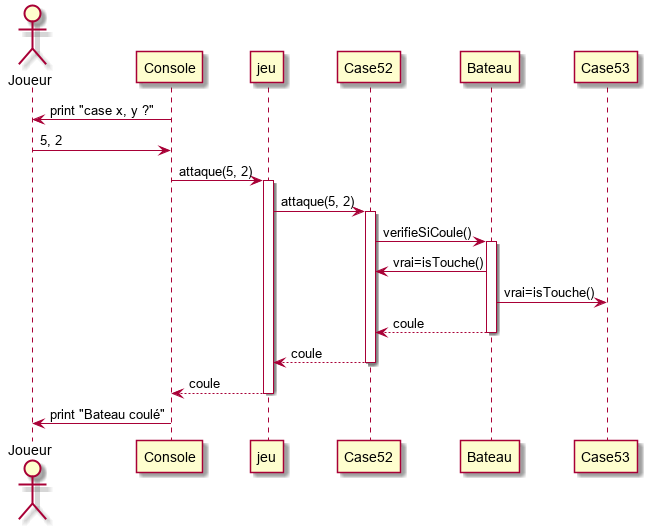 Joueur
Console
jeu
Case52
Bateau
Case53
print "case x, y ?"
5, 2
attaque(5, 2)
attaque(5, 2)
verifieSiCoule()
vrai=isTouche()
vrai=isTouche()
coule
coule
coule
print "Bateau coulé"
Joueur
Console
jeu
Case52
Bateau
Case53